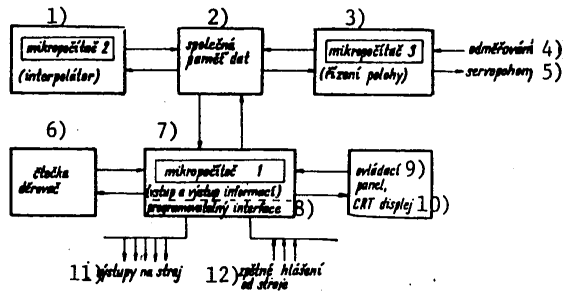 1)
2)
3)
mikropočítač 2
(interpolátor)
společná
paměť dat
mikropočítač 3
(řízení polohy)
odměřování 4)
servopohony 5)
6)
7)
čtečka
děrovač
mikropočítač 1
(vstup a výstup informací)
programovatelný interface 8)
ovládací 9)
panel,
CRT displej 10)
11) výstupy na stroj
12) zpětné hlášení
od stroje